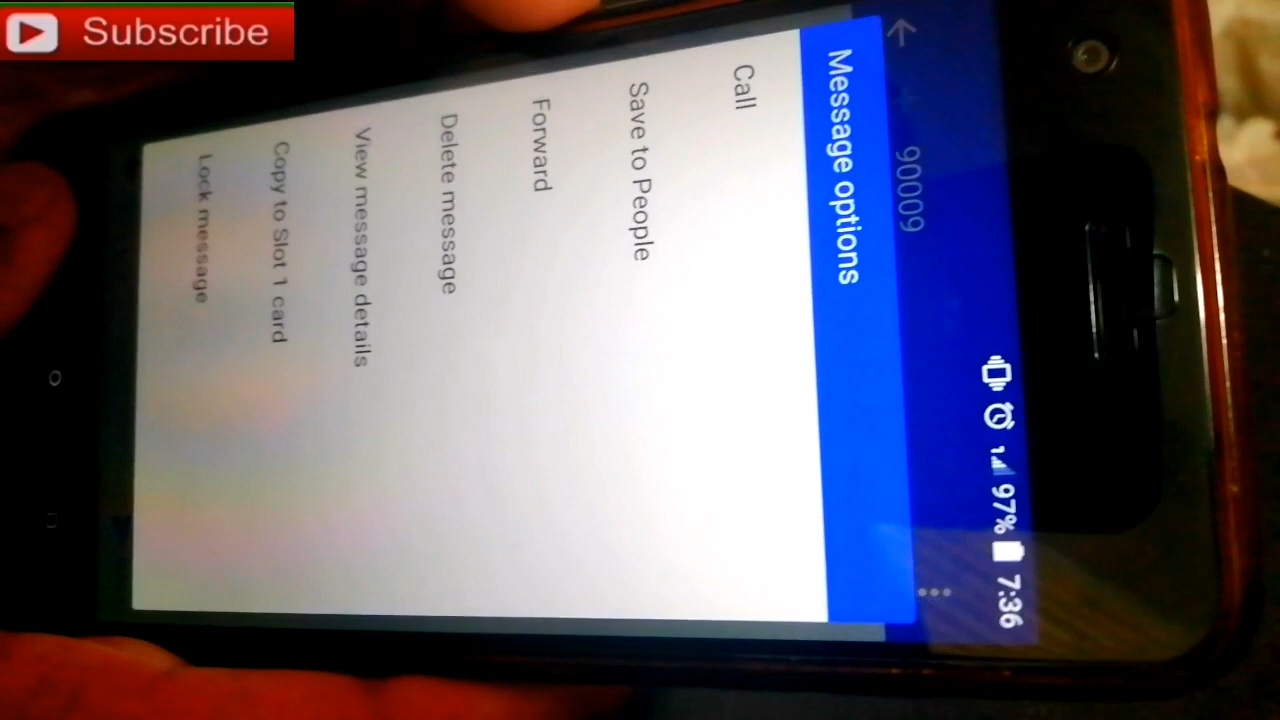 Subscribe
97% 7:36
90009
Message options
Call
Save to People
Forward
Delete message
View message details
Copy to Slot 1 card
Lock message